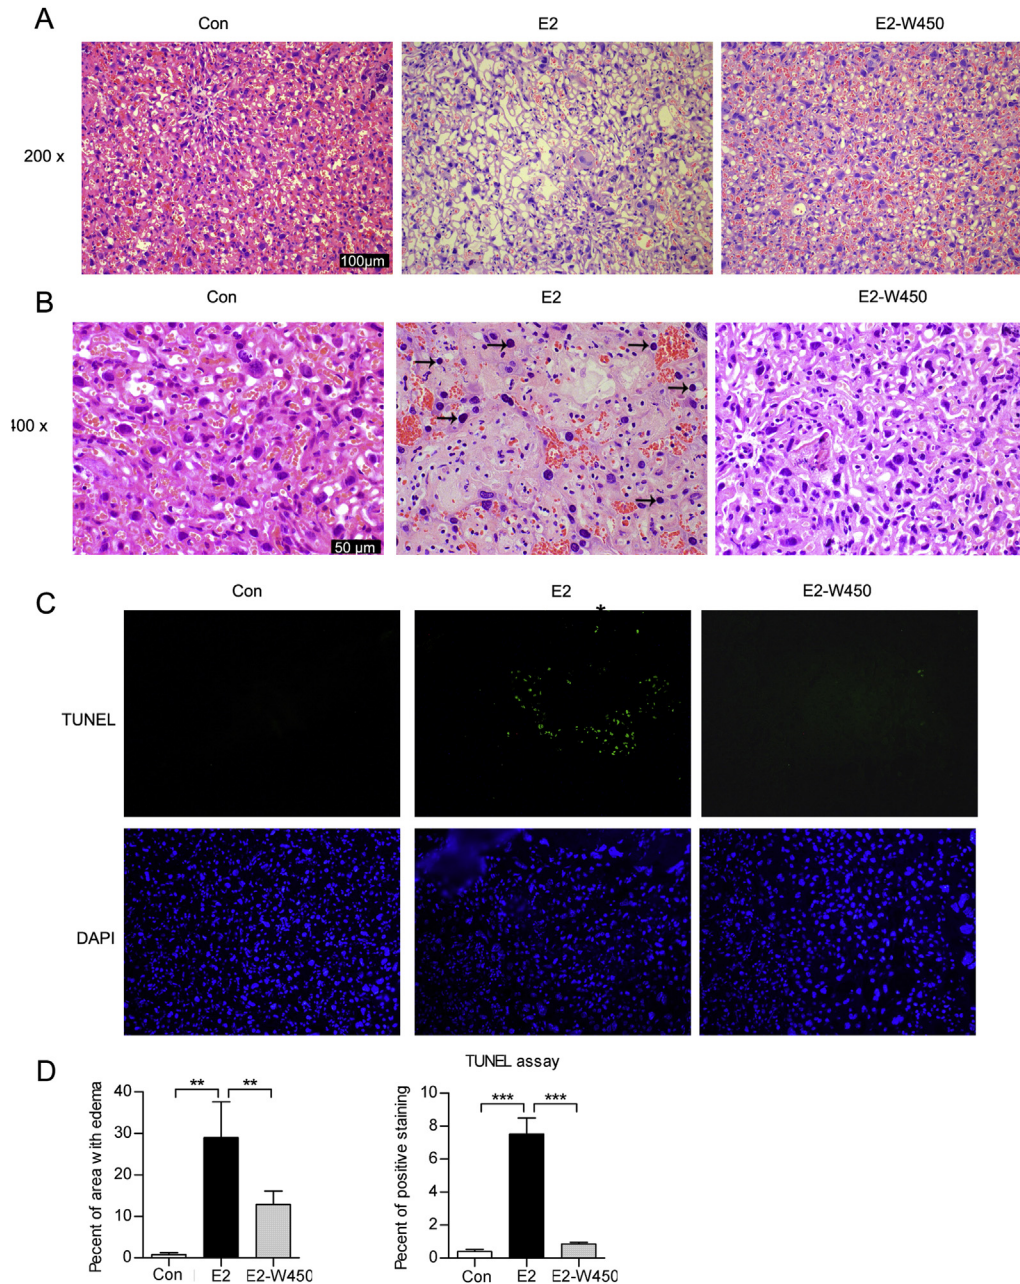 A
Con
E2
E2-W450
200 x
100µm
B
Con
E2
E2-W450
400 x
50 µm
C
Con
E2
E2-W450
*
TUNEL
DAPI
D
TUNEL assay
Pecent of area with edema
40
30
20
10
0
**
**
Con
E2
E2-W450
Pecent of positive staining
10
8
6
4
2
0
***
***
Con
E2
E2-W450